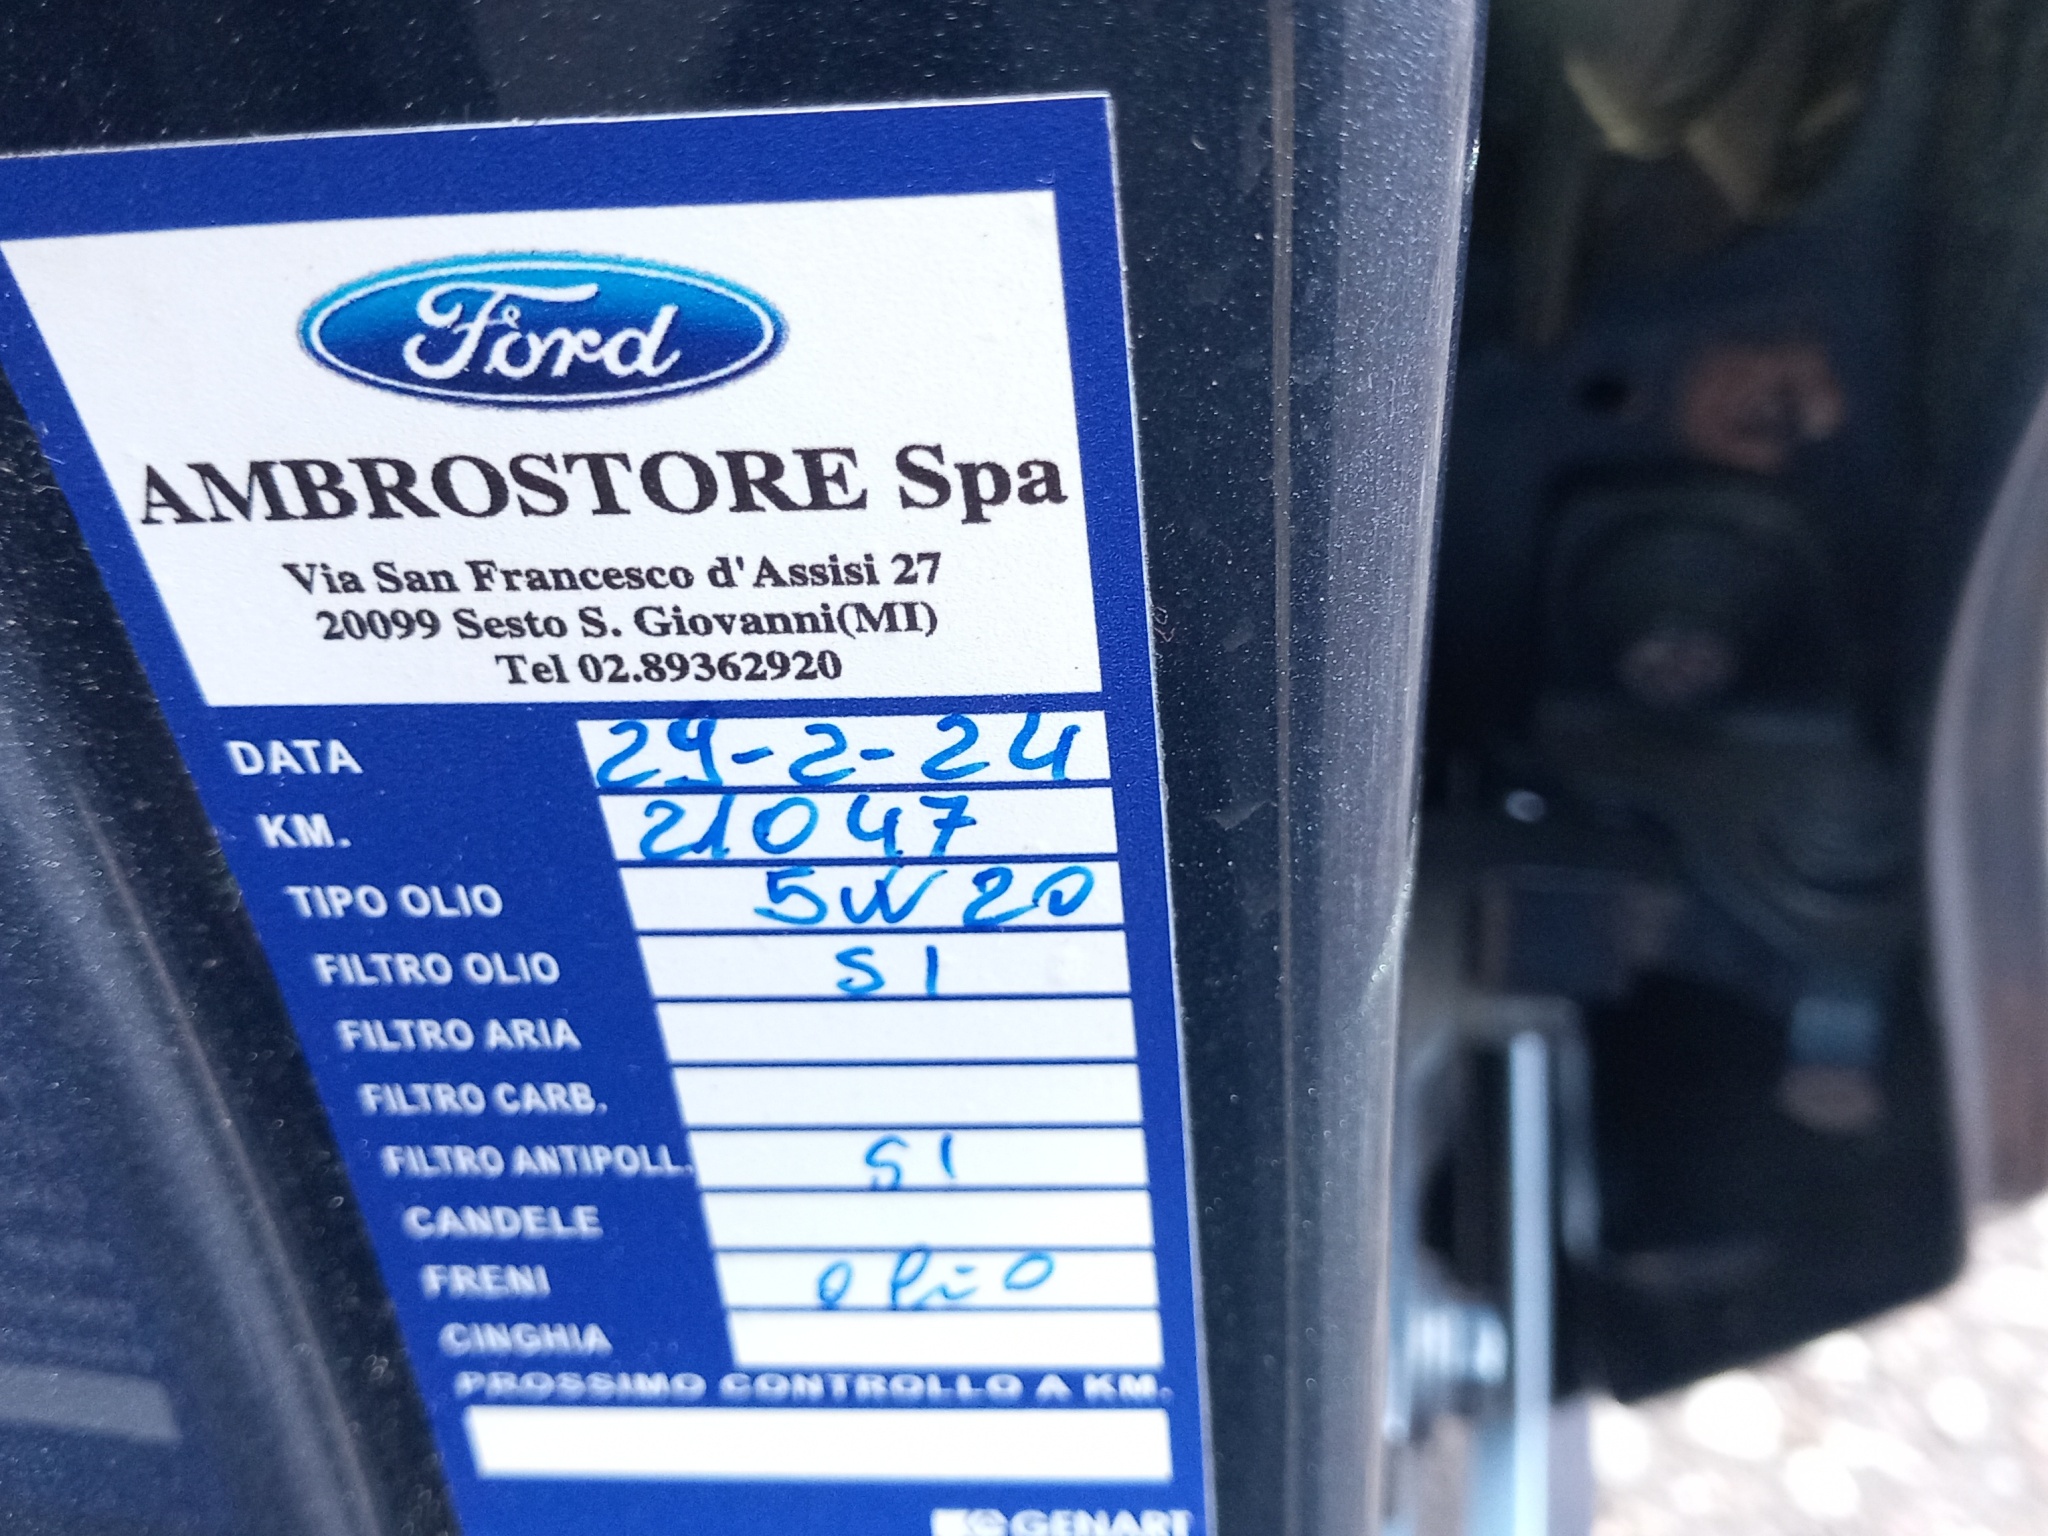 Ford
AMBROSTORE Spa
Via San Francesco d'Assisi 27
20099 Sesto S. Giovanni(MI)
Tel 02.89362920
DATA 29-2-24
KM. 21047
TIPO OLIO 5W20
FILTRO OLIO SI
FILTRO ARIA
FILTRO CARB.
FILTRO ANTIPOLL. SI
CANDELE
FRENI olio
CINGHIA
PROSSIMO CONTROLLO A KM.
GENART